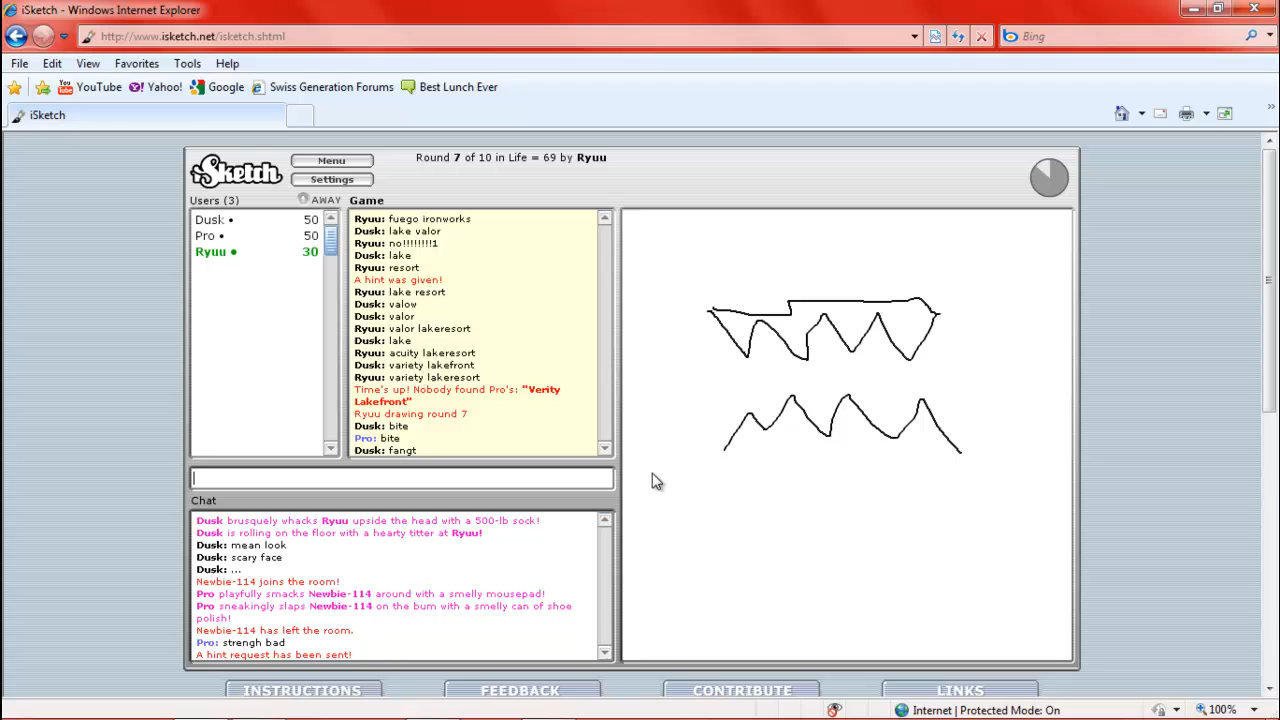 iSketch - Windows Internet Explorer
http://www.isketch.net/isketch.shtml
Bing
File Edit View Favorites Tools Help
YouTube Yahoo! Google Swiss Generation Forums Best Lunch Ever
iSketch
iSketch
Menu
Settings
Round 7 of 10 in Life = 69 by Ryuu
Users (3) AWAY Game
Dusk • 50
Pro • 50
Ryuu • 30
Ryuu: fuego ironworks
Dusk: lake valor
Ryuu: no!!!!!!!!1
Dusk: lake
Ryuu: resort
A hint was given!
Ryuu: lake resort
Dusk: valow
Dusk: valor
Ryuu: valor lakeresort
Dusk: lake
Ryuu: acuity lakeresort
Dusk: variety lakefront
Ryuu: variety lakeresort
Time's up! Nobody found Pro's: "Verity
Lakefront"
Ryuu drawing round 7
Dusk: bite
Pro: bite
Dusk: fangt
Chat
Dusk brusquely whacks Ryuu upside the head with a 500-lb sock!
Dusk is rolling on the floor with a hearty titter at Ryuu!
Dusk: mean look
Dusk: scary face
Dusk: ...
Newbie-114 joins the room!
Pro playfully smacks Newbie-114 around with a smelly mousepad!
Pro sneakingly slaps Newbie-114 on the bum with a smelly can of shoe
polish!
Newbie-114 has left the room.
Pro: strengh bad
A hint request has been sent!
INSTRUCTIONS FEEDBACK CONTRIBUTE LINKS
Internet | Protected Mode: On
100%